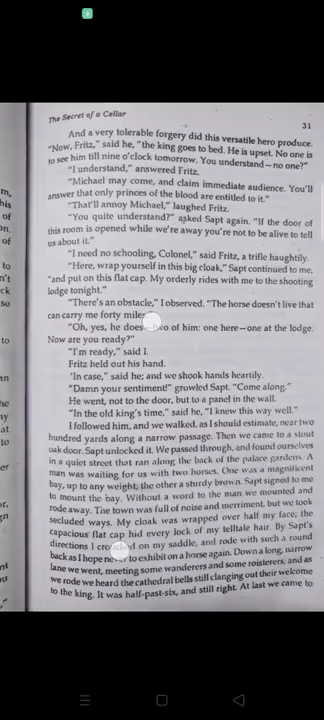 The Secret of a Cellar
31
And a very tolerable forgery did this versatile hero produce.
"Now, Fritz," said he, "the king goes to bed. He is upset. No one is
to see him till nine o'clock tomorrow. You understand—no one?"
"I understand," answered Fritz.
"Michael may come, and claim immediate audience. You'll
answer that only princes of the blood are entitled to it."
"That'll annoy Michael," laughed Fritz.
"You quite understand?" asked Sapt again. "If the door of
this room is opened while we're away you're not to be alive to tell
us about it."
"I need no schooling, Colonel," said Fritz, a trifle haughtily.
"Here, wrap yourself in this big cloak," Sapt continued to me,
"and put on this flat cap. My orderly rides with me to the shooting
lodge tonight."
"There's an obstacle," I observed. "The horse doesn't live that
can carry me forty miles
"Oh, yes, he does of him: one here—one at the lodge.
Now are you ready?"
"I'm ready," said I.
Fritz held out his hand.
'In case," said he; and we shook hands heartily.
"Damn your sentiment!" growled Sapt. "Come along."
He went, not to the door, but to a panel in the wall.
"In the old king's time," said he, "I knew this way well."
I followed him, and we walked, as I should estimate, near two
hundred yards along a narrow passage. Then we came to a stout
oak door. Sapt unlocked it. We passed through, and found ourselves
in a quiet street that ran along the back of the palace gardens. A
man was waiting for us with two horses. One was a magnificent
bay, up to any weight; the other a sturdy brown. Sapt signed to me
to mount the bay. Without a word to the man we mounted and
rode away. The town was full of noise and merriment, but we took
secluded ways. My cloak was wrapped over half my face; the
capacious flat cap hid every lock of my telltale hair. By Sapt's
directions I crouched on my saddle, and rode with such a round
back as I hope never to exhibit on a horse again. Down a long, narrow
lane we went, meeting some wanderers and some roisterers; and as
we rode we heard the cathedral bells still clanging out their welcome
to the king. It was half-past-six, and still right. At last we came to